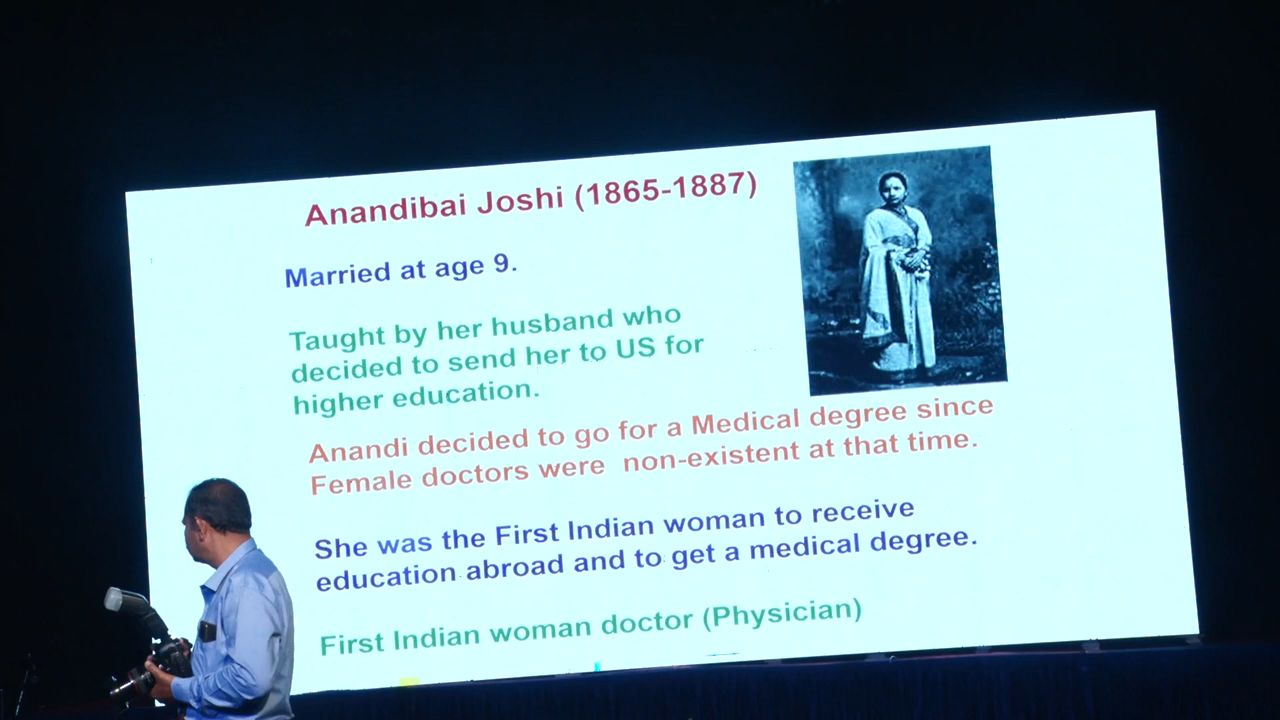 Anandibai Joshi (1865-1887)
Married at age 9.
Taught by her husband who
decided to send her to US for
higher education.
Anandi decided to go for a Medical degree since
Female doctors were non-existent at that time.
She was the First Indian woman to receive
education abroad and to get a medical degree.
First Indian woman doctor (Physician)